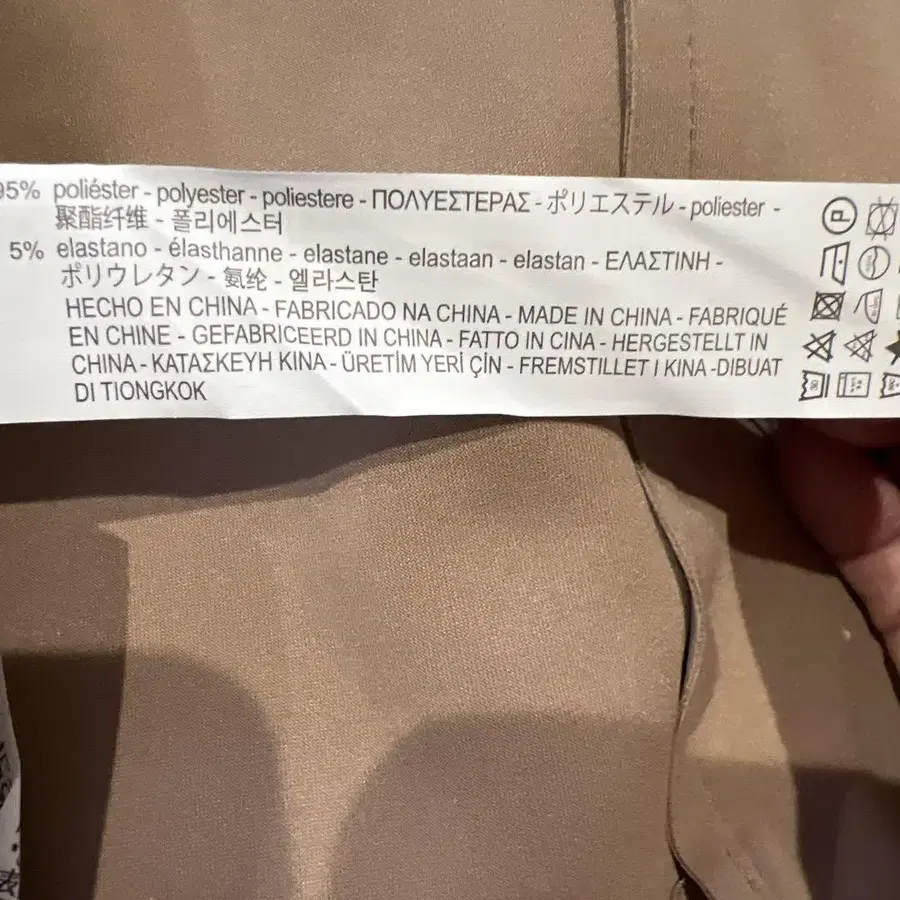 95% poliéster - polyester - poliestere - ΠΟΛΥΕΣΤΕΡΑΣ - ポリエステル - poliester -
聚酯纤维 - 폴리에스터
5% elastano - élasthanne - elastane - elastaan - elastan - ΕΛΑΣΤΙΝΗ -
ポリウレタン - 氨纶 - 엘라스탄
HECHO EN CHINA - FABRICADO NA CHINA - MADE IN CHINA - FABRIQUÉ
EN CHINE - GEFABRICEERD IN CHINA - FATTO IN CINA - HERGESTELLT IN
CHINA - ΚΑΤΑΣΚΕΥΗ ΚΙΝΑ - ÜRETİM YERİ ÇİN - FREMSTILLET I KINA -DIBUAT
DI TIONGKOK
P